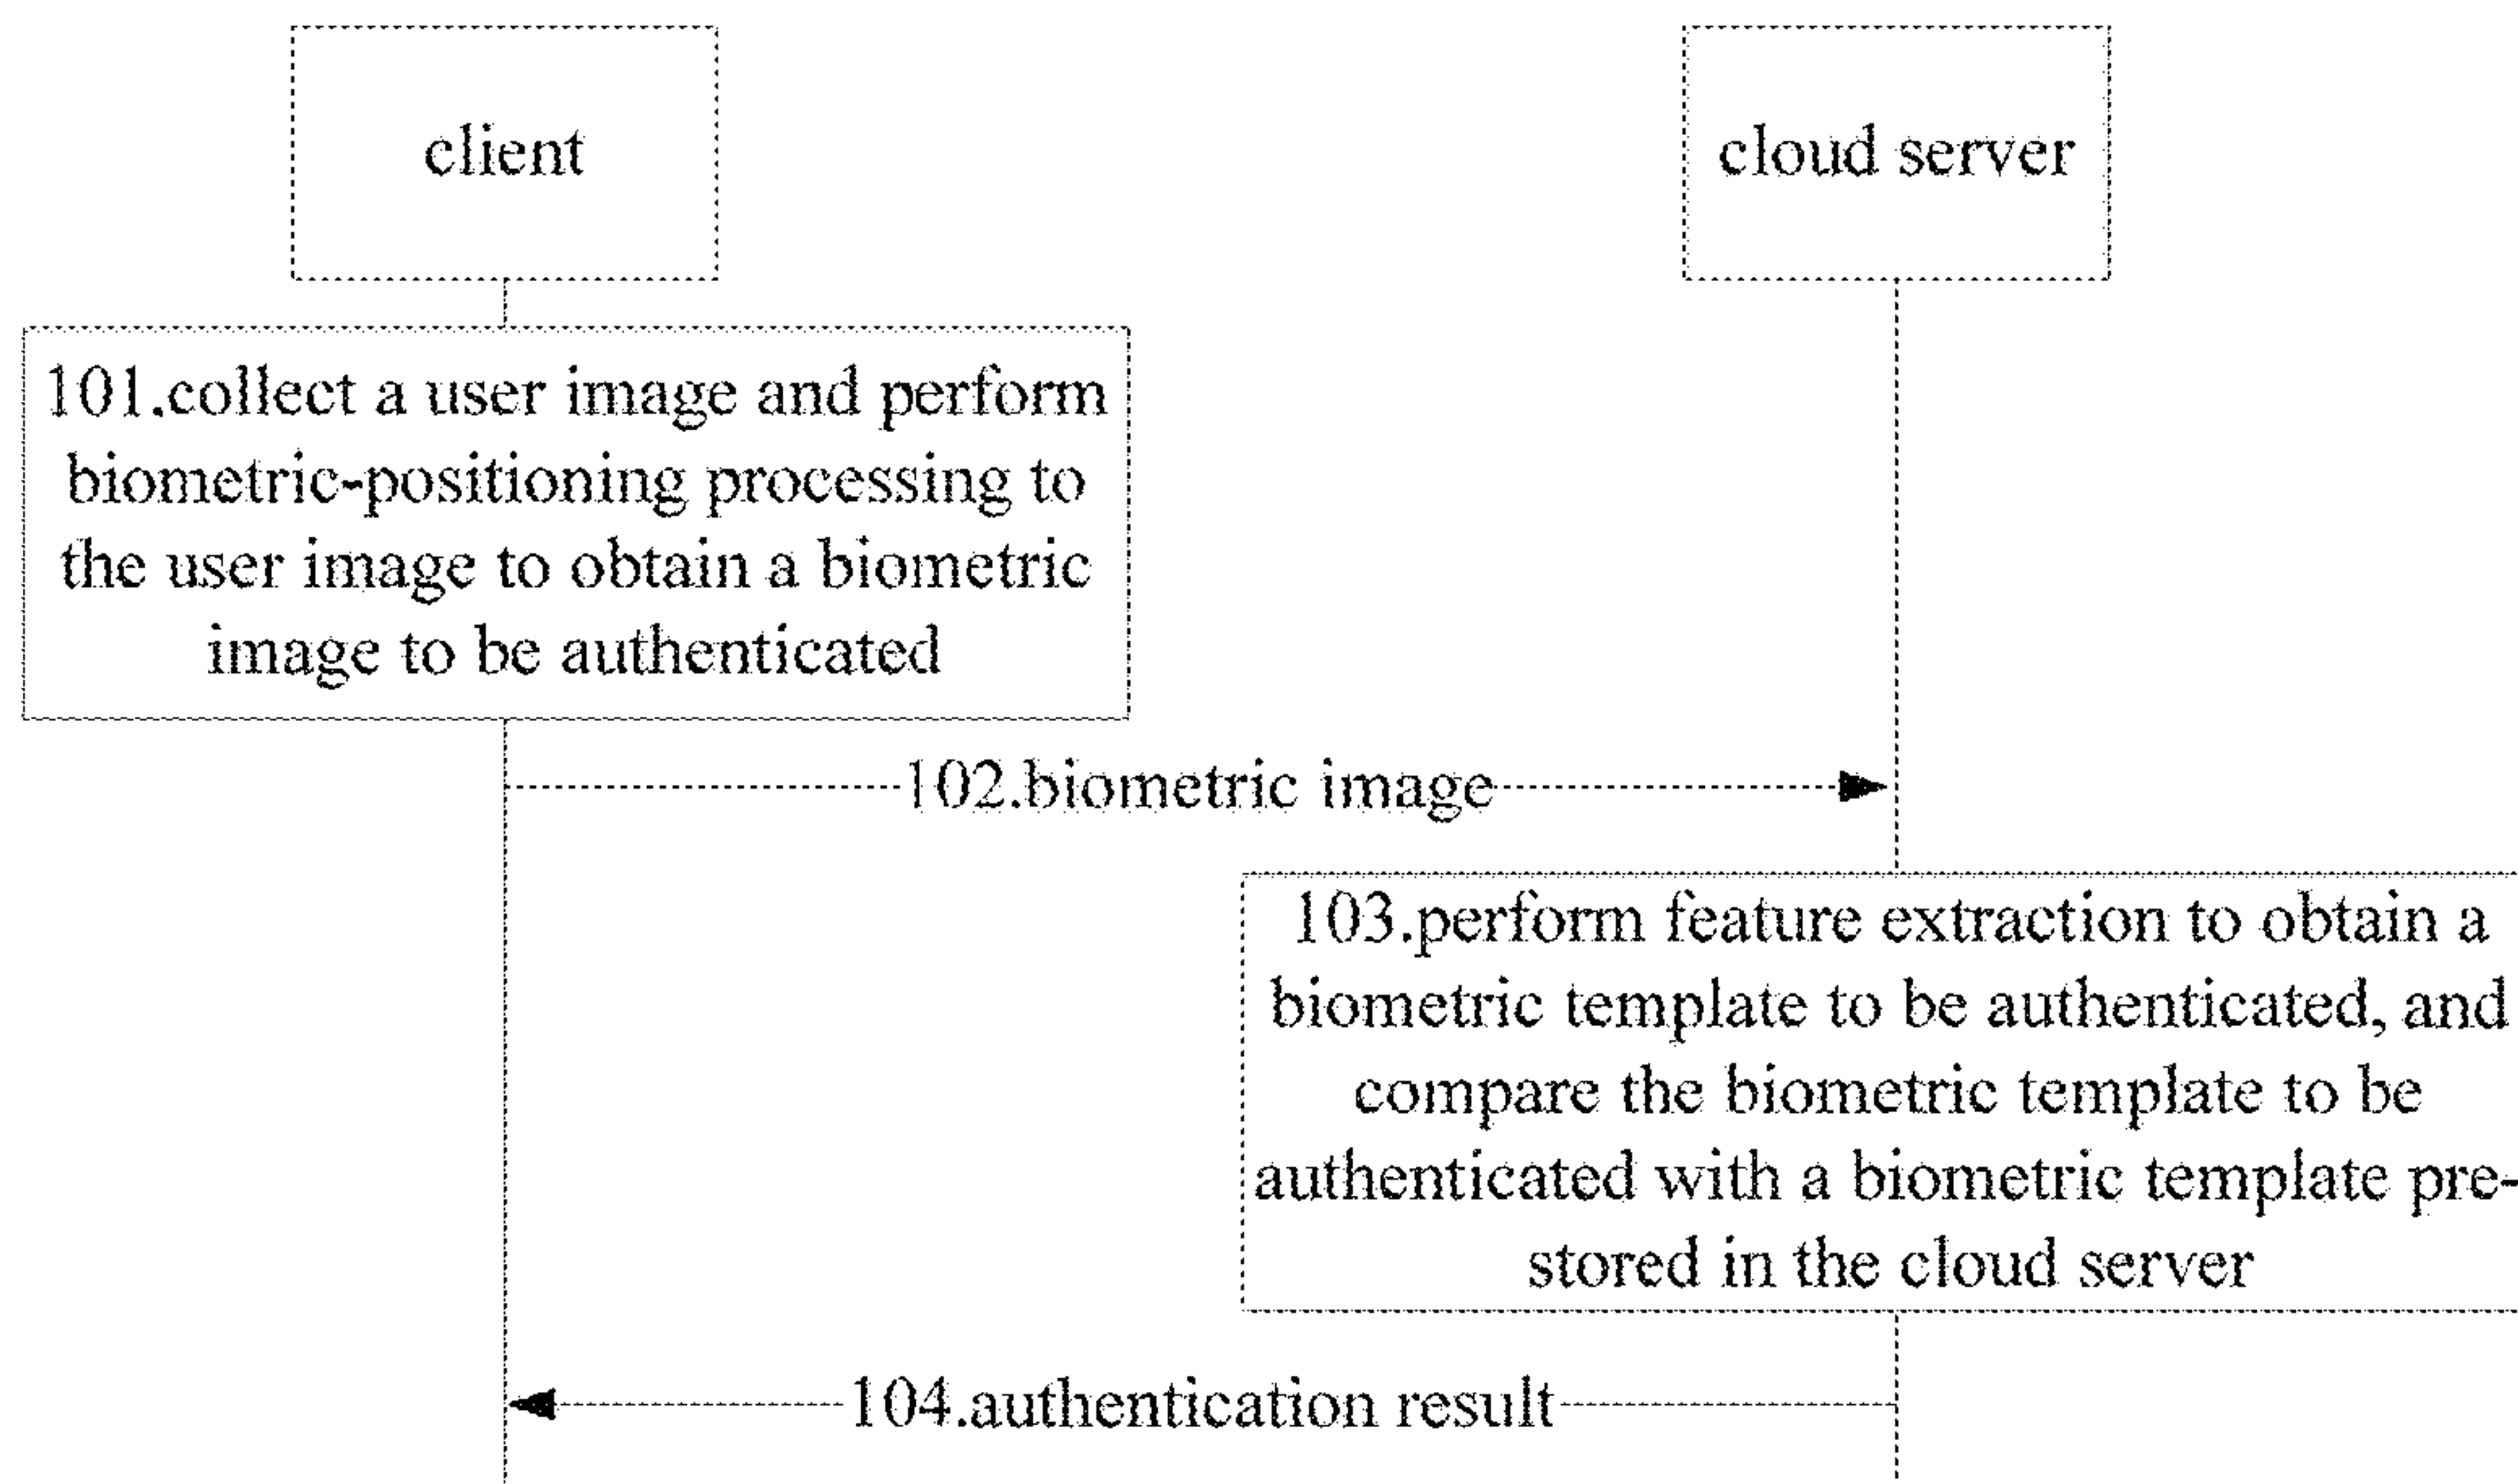 client
cloud server
101.collect a user image and perform
biometric-positioning processing to
the user image to obtain a biometric
image to be authenticated
102.biometric image
103.perform feature extraction to obtain a
biometric template to be authenticated, and
compare the biometric template to be
authenticated with a biometric template pre-
stored in the cloud server
104.authentication result